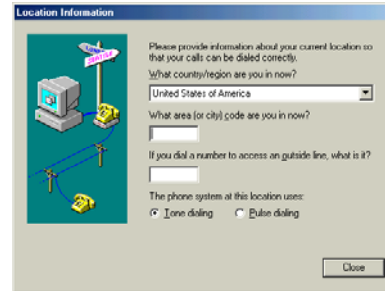 Location Information
Please provide information about your current location so
that your calls can be dialed correctly.
What country/region are you in now?
United States of America
What area (or city) code are you in now?
If you dial a number to access an outside line, what is it?
The phone system at this location uses:
Tone dialing Pulse dialing
Close